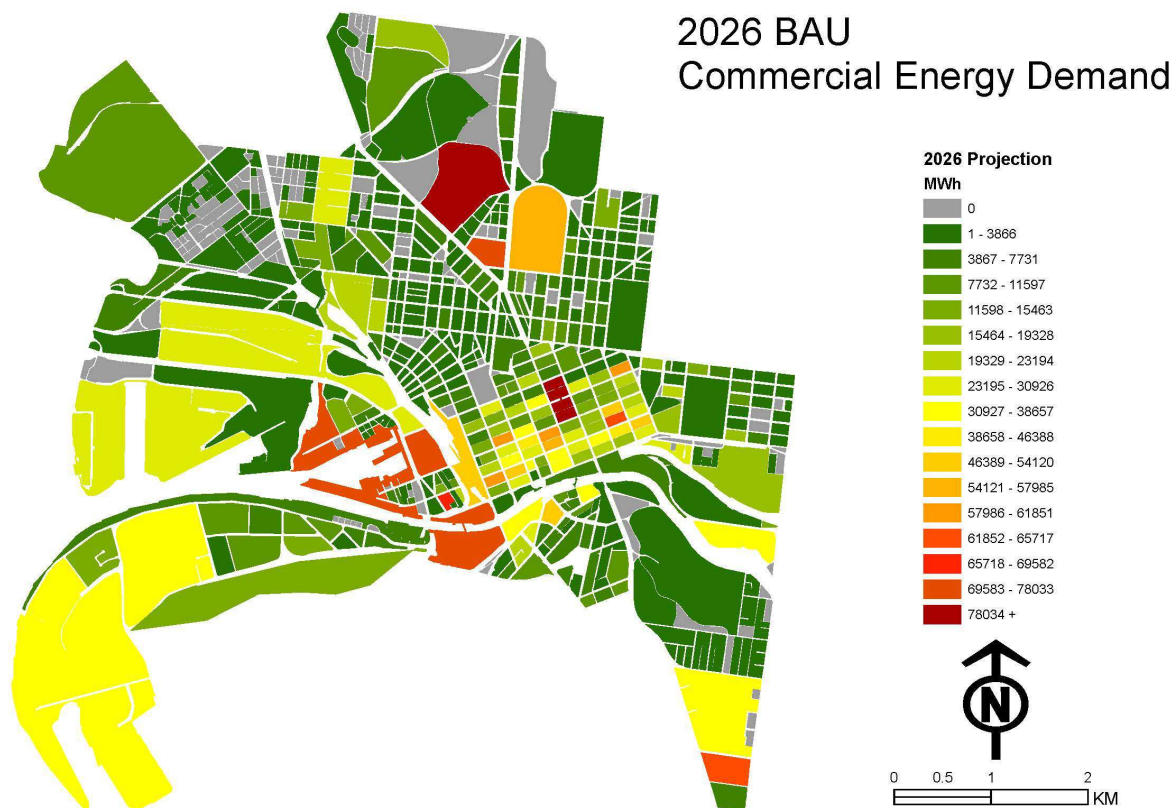 2026 BAU
Commercial Energy Demand
2026 Projection
MWh
0
1 - 3866
3867 - 7731
7732 - 11597
11598 - 15463
15464 - 19328
19329 - 23194
23195 - 30926
30927 - 38657
38658 - 46388
46389 - 54120
54121 - 57985
57986 - 61851
61852 - 65717
65718 - 69582
69583 - 78033
78034 +
N
0 0.5 1 2
KM